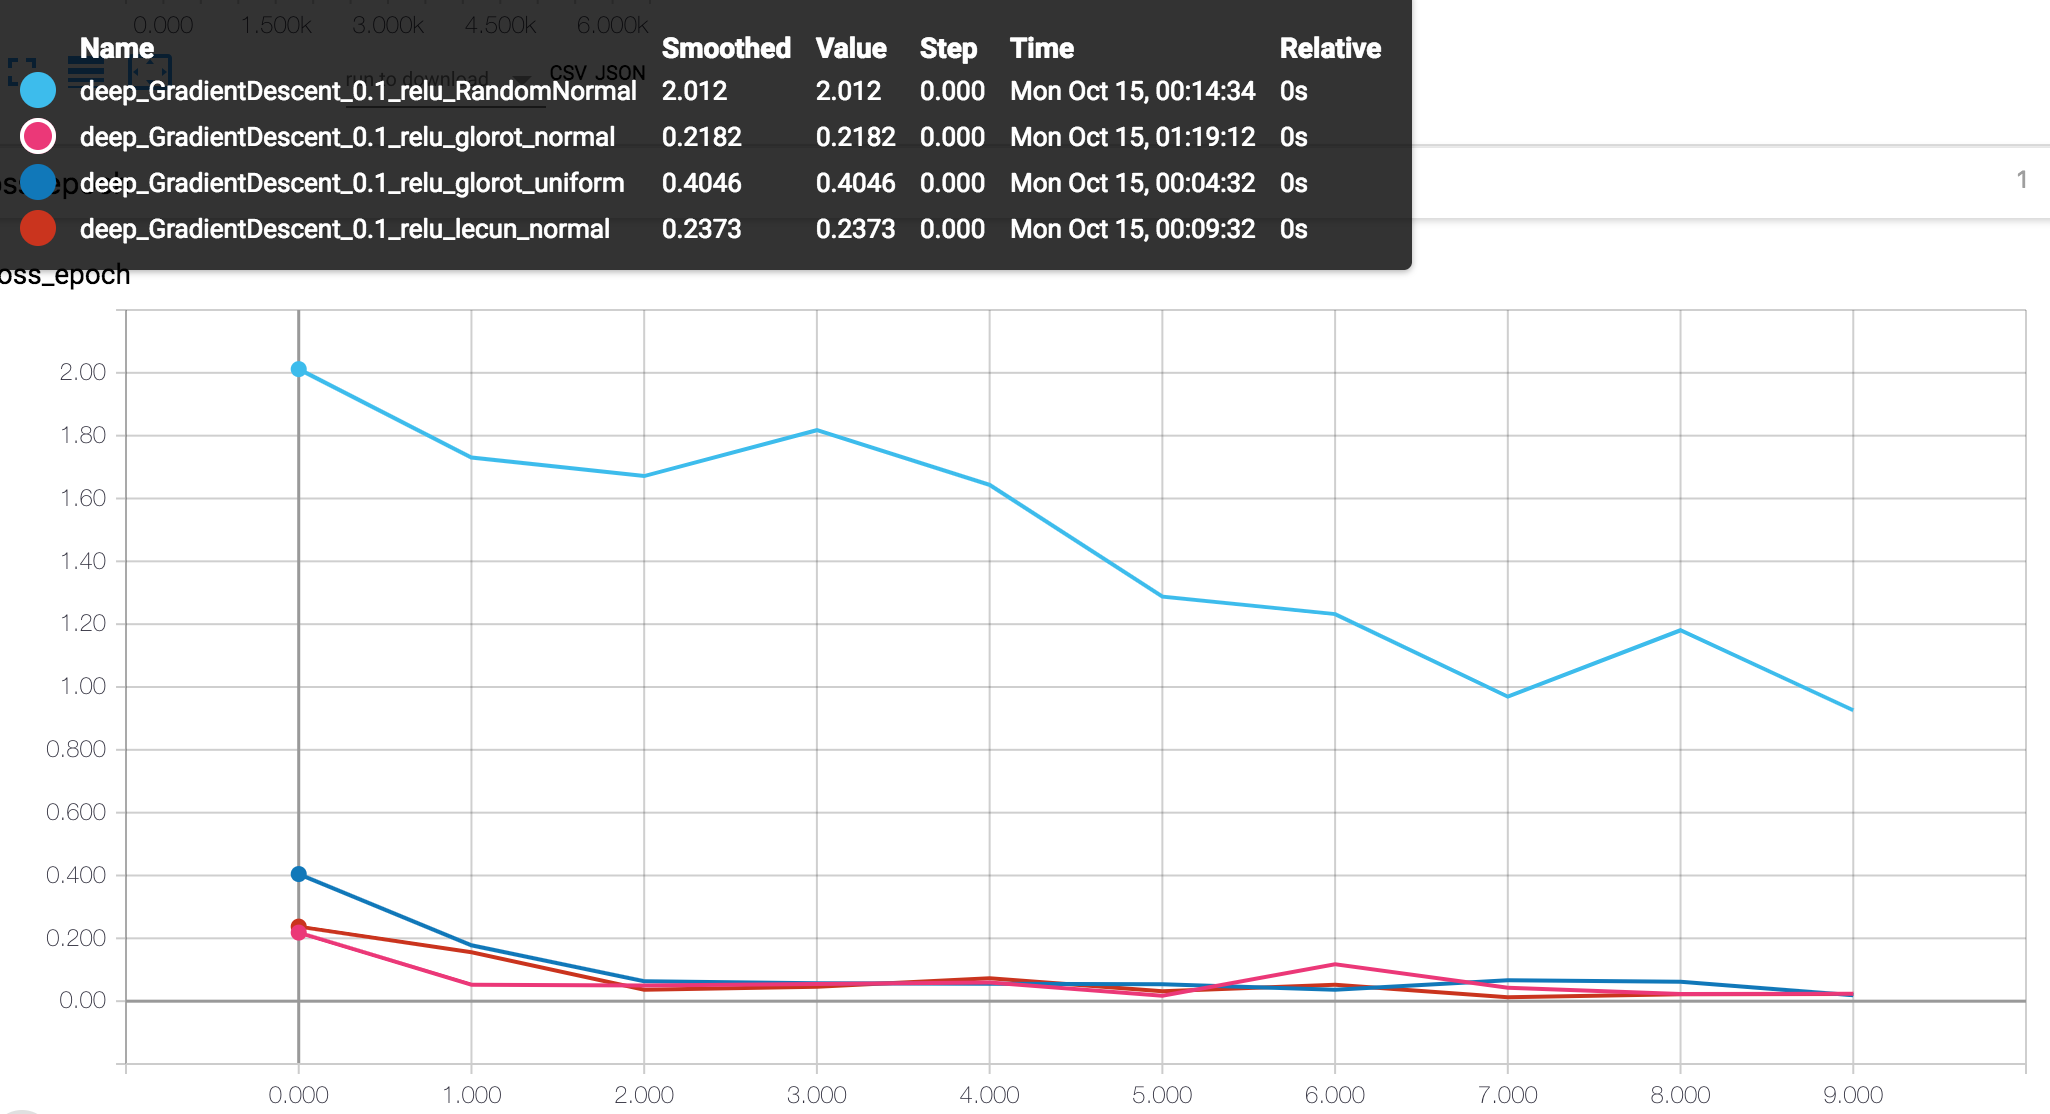 0.000 1.500k 3.000k 4.500k 6.000k
run to download CSV JSON
Name Smoothed Value Step Time Relative
deep_GradientDescent_0.1_relu_RandomNormal 2.012 2.012 0.000 Mon Oct 15, 00:14:34 0s
deep_GradientDescent_0.1_relu_glorot_normal 0.2182 0.2182 0.000 Mon Oct 15, 01:19:12 0s
deep_GradientDescent_0.1_relu_glorot_uniform 0.4046 0.4046 0.000 Mon Oct 15, 00:04:32 0s
deep_GradientDescent_0.1_relu_lecun_normal 0.2373 0.2373 0.000 Mon Oct 15, 00:09:32 0s
1
oss_epoch
2.00
1.80
1.60
1.40
1.20
1.00
0.800
0.600
0.400
0.200
0.00
0.000 1.000 2.000 3.000 4.000 5.000 6.000 7.000 8.000 9.000